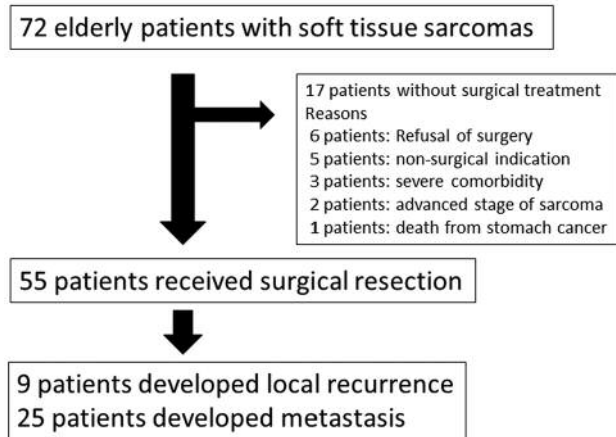 72 elderly patients with soft tissue sarcomas
17 patients without surgical treatment
Reasons
6 patients: Refusal of surgery
5 patients: non-surgical indication
3 patients: severe comorbidity
2 patients: advanced stage of sarcoma
1 patients: death from stomach cancer
55 patients received surgical resection
9 patients developed local recurrence
25 patients developed metastasis